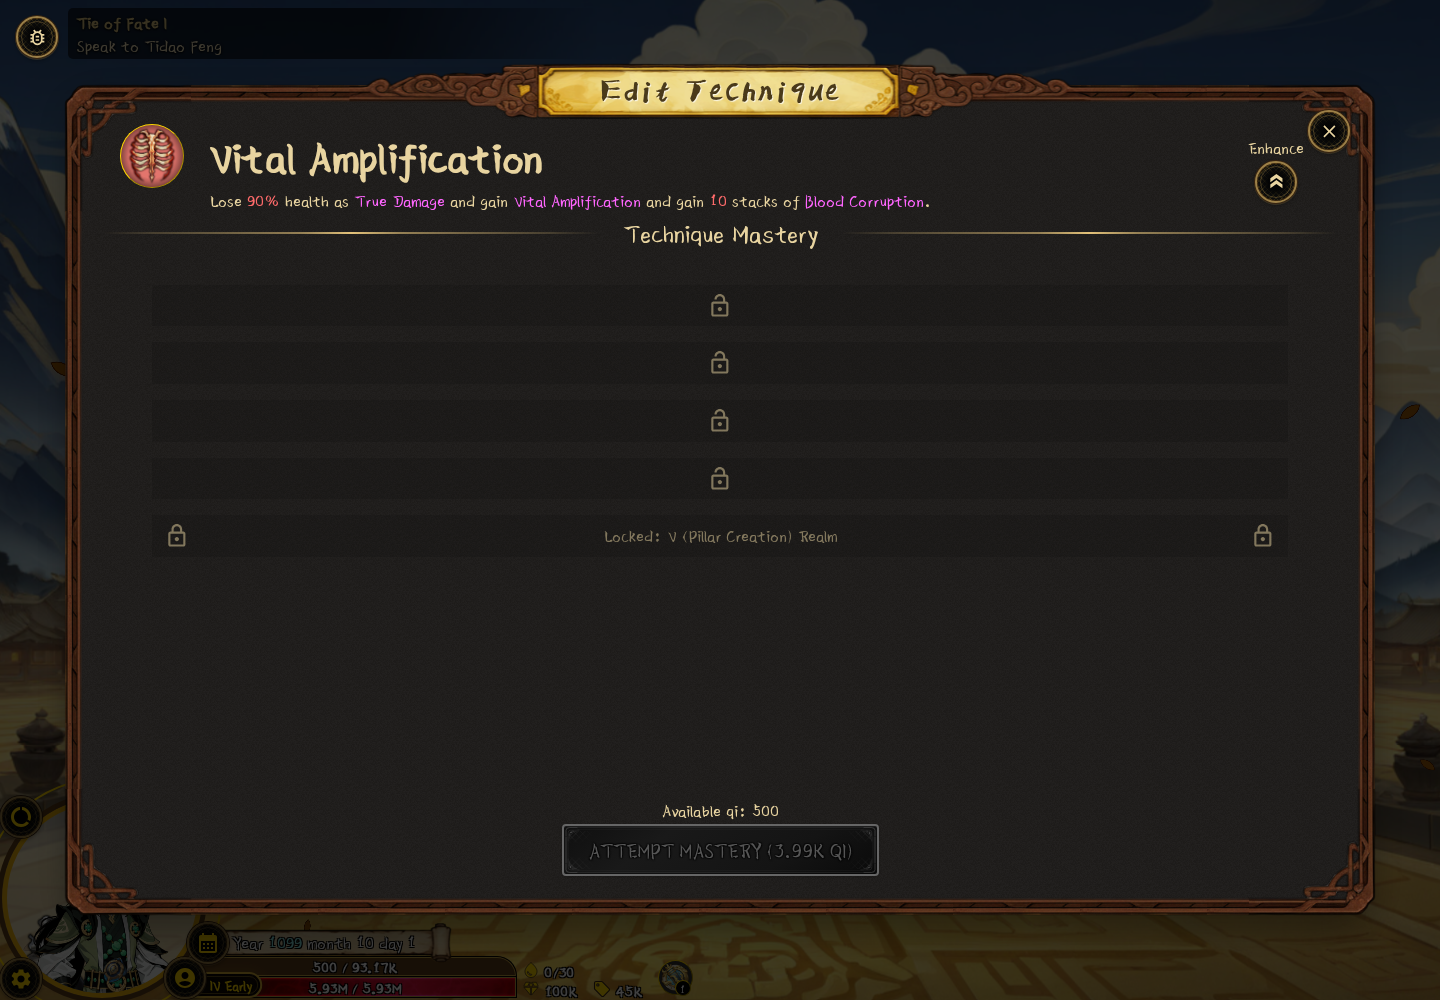 Tie of Fate I
Speak to Tidao Feng
Edit Technique
Vital Amplification
Enhance
Lose 90% health as True Damage and gain Vital Amplification and gain 10 stacks of Blood Corruption.
Technique Mastery
Locked: V (Pillar Creation) Realm
Available qi: 500
ATTEMPT MASTERY (3.99K QI)
Year 1099 month 10 day 1
500 / 93.17K
0/30
IV Early
5.93M / 5.93M
100K
45K